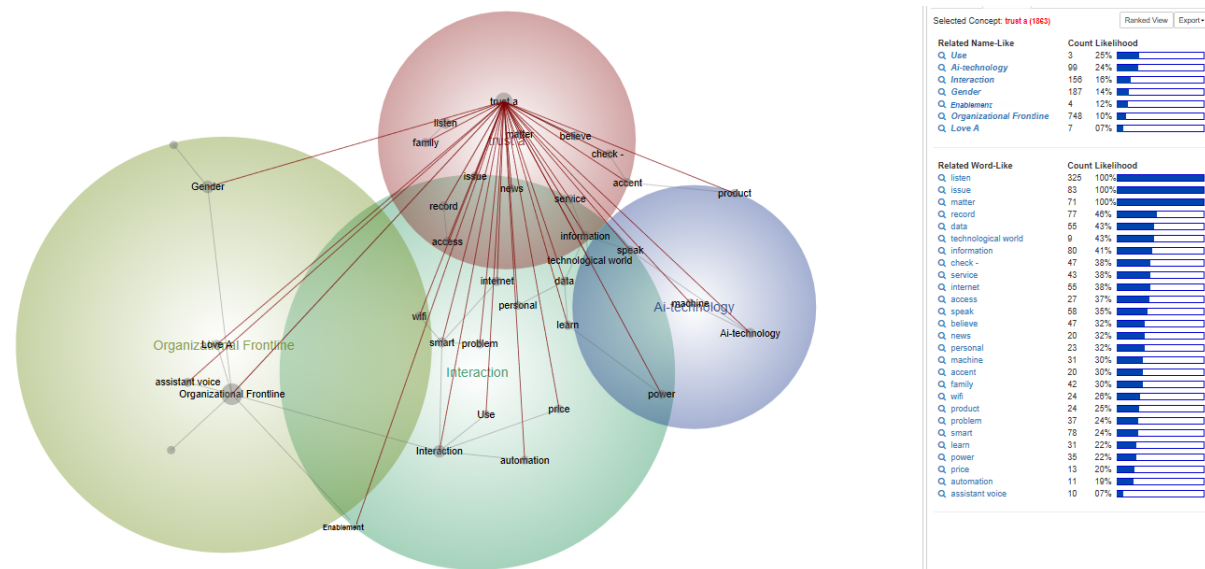 trust a
listen
matter
believe
family
trust a
check -
issue
accent
Gender
news
product
service
record
information
access
speak
technological world
internet
data
personal
machine
Ai-technology
wifi
learn
Ai-technology
smart problem
Love A
Organizational Frontline
Interaction
assistant voice
Organizational Frontline
power
Use
price
Interaction
automation
Enablement
Selected Concept: trust a (1863)
Ranked View Export
Related Name-Like Count Likelihood
Use 3 25%
Ai-technology 99 24%
Interaction 156 16%
Gender 187 14%
Enablement 4 12%
Organizational Frontline 748 10%
Love A 7 07%
Related Word-Like Count Likelihood
listen 325 100%
issue 83 100%
matter 71 100%
record 77 46%
data 55 43%
technological world 9 43%
information 80 41%
check - 47 38%
service 43 38%
internet 55 38%
access 27 37%
speak 58 35%
believe 47 32%
news 20 32%
personal 23 32%
machine 31 30%
accent 20 30%
family 42 30%
wifi 24 26%
product 24 25%
problem 37 24%
smart 78 24%
learn 31 22%
power 35 22%
price 13 20%
automation 11 19%
assistant voice 10 07%